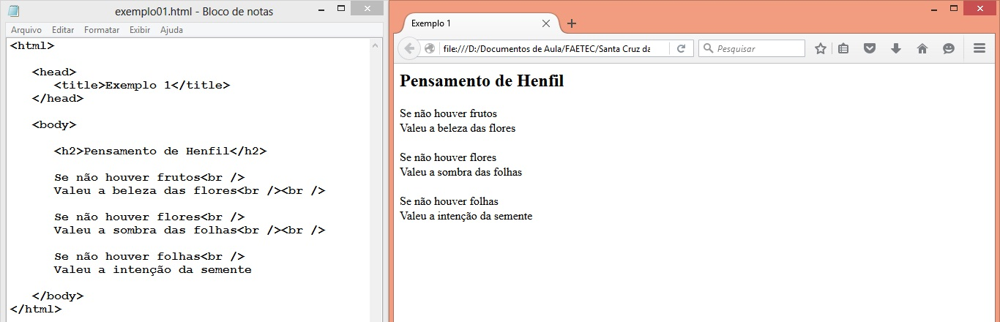 exemplo01.html - Bloco de notas
Arquivo Editar Formatar Exibir Ajuda
<html>
<head>
<title>Exemplo 1</title>
</head>
<body>
<h2>Pensamento de Henfil</h2>
Se não houver frutos<br />
Valeu a beleza das flores<br /><br />
Se não houver flores<br />
Valeu a sombra das folhas<br /><br />
Se não houver folhas<br />
Valeu a intenção da semente
</body>
</html>
Exemplo 1
file:///D:/Documentos de Aula/FAETEC/Santa Cruz da
Pesquisar
Pensamento de Henfil
Se não houver frutos
Valeu a beleza das flores
Se não houver flores
Valeu a sombra das folhas
Se não houver folhas
Valeu a intenção da semente